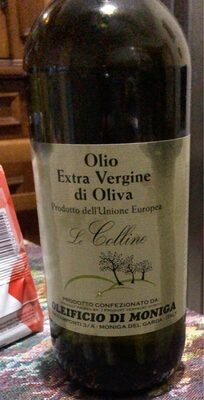 Olio
Extra Vergine
di Oliva
Prodotto dell'Unione Europea
Le Colline
PRODOTTO CONFEZIONATO DA
OLEIFICIO DI MONIGA
3/A - MONIGA DEL GARDA